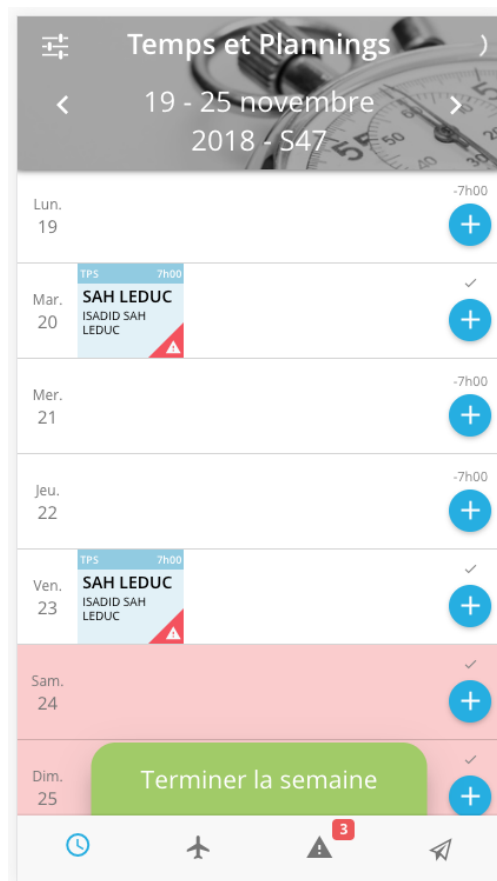 Temps et Plannings
19 - 25 novembre
2018 - S47
-7h00
Lun.
19
TPS 7h00
SAH LEDUC
ISADID SAH
LEDUC
Mar.
20
-7h00
Mer.
21
-7h00
Jeu.
22
TPS 7h00
SAH LEDUC
ISADID SAH
LEDUC
Ven.
23
Sam.
24
Dim.
25
Terminer la semaine
3